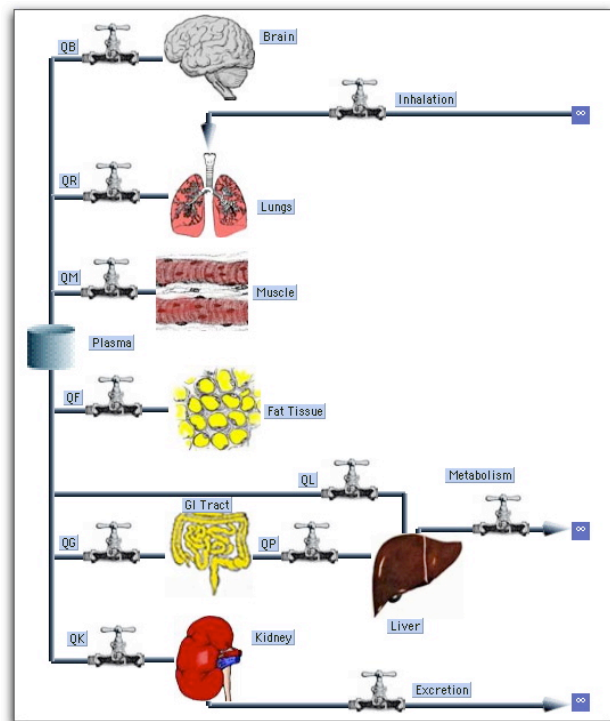 QB
Brain
Inhalation
∞
QR
Lungs
QM
Muscle
Plasma
QF
Fat Tissue
QL
Metabolism
GI Tract
∞
QG
QP
Liver
QK
Kidney
Excretion
∞